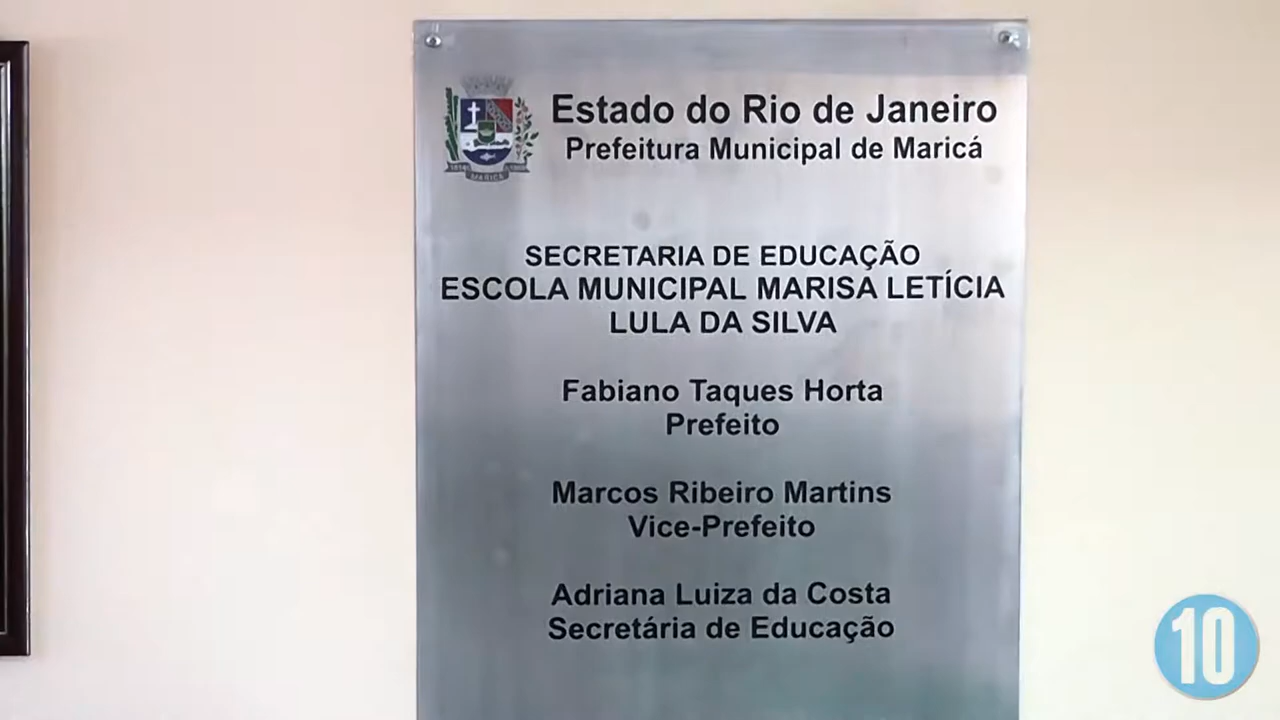 Estado do Rio de Janeiro
Prefeitura Municipal de Maricá
MARICÁ
SECRETARIA DE EDUCAÇÃO
ESCOLA MUNICIPAL MARISA LETÍCIA
LULA DA SILVA
Fabiano Taques Horta
Prefeito
Marcos Ribeiro Martins
Vice-Prefeito
Adriana Luiza da Costa
Secretária de Educação
10